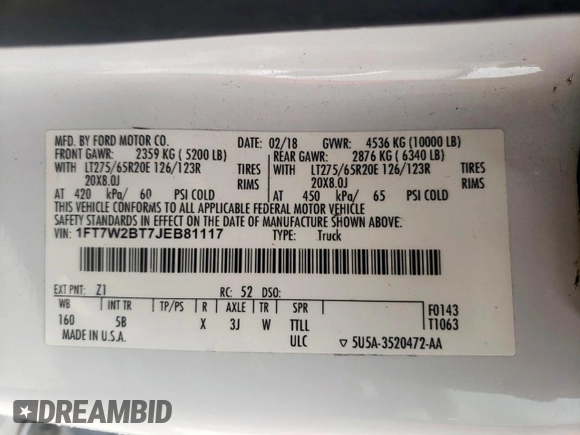 MFD. BY FORD MOTOR CO. 02/18 GVWR: 4536 KG (10000 LB)
FRONT GAWR: 2359 KG ( 5200 LB) REAR GAWR: 2876 KG ( 6340 LB)
WITH LT275/65R20E 126/123R TIRES WITH LT275/65R20E 126/123R TIRES
20X8.0J RIMS 20X8.0J RIMS
AT 420 kPa/ 60 PSI COLD AT 450 kPa/ 65 PSI COLD
THIS VEHICLE CONFORMS TO ALL APPLICABLE FEDERAL MOTOR VEHICLE
SAFETY STANDARDS IN EFFECT ON THE DATE OF MANUFACTURE SHOWN ABOVE.
VIN: 1FT7W2BT7JEB81117 TYPE: Truck
EXT PNT: Z1 RC: 52 DSO:
WB INT TR TP/PS R AXLE TR SPR F0143
160 5B X 3J W TTLL T1063
MADE IN U.S.A. ULC ▽ 5U5A-3520472-AA
DREAMBID